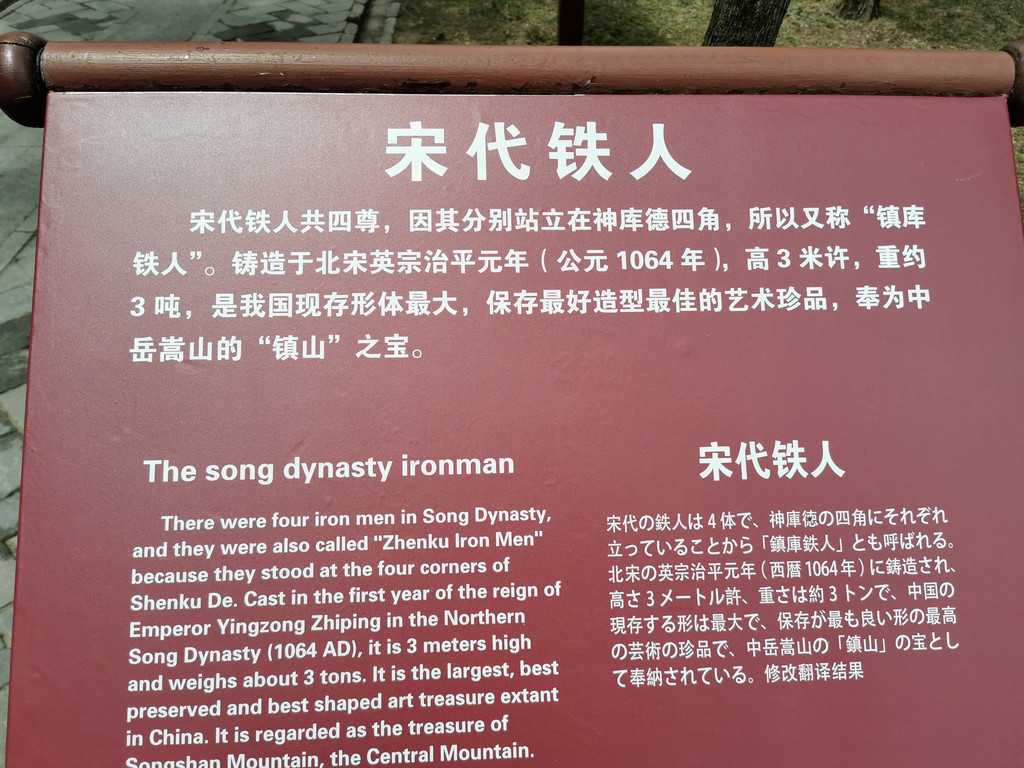 宋代铁人
宋代铁人共四尊，因其分别站立在神库德四角，所以又称“镇库
铁人”。铸造于北宋英宗治平元年（公元 1064 年），高 3 米许，重约
3 吨，是我国现存形体最大，保存最好造型最佳的艺术珍品，奉为中
岳嵩山的“镇山”之宝。
The song dynasty ironman
There were four iron men in Song Dynasty,
and they were also called "Zhenku Iron Men"
because they stood at the four corners of
Shenku De. Cast in the first year of the reign of
Emperor Yingzong Zhiping in the Northern
Song Dynasty (1064 AD), it is 3 meters high
and weighs about 3 tons. It is the largest, best
preserved and best shaped art treasure extant
in China. It is regarded as the treasure of
Songshan Mountain, the Central Mountain.
宋代铁人
宋代の鉄人は 4 体で、神庫徳の四角にそれぞれ
立っていることから「鎮庫鉄人」とも呼ばれる。
北宋の英宗治平元年（西暦 1064 年）に鋳造され、
高さ 3 メートル許、重さは約 3 トンで、中国の
現存する形は最大で、保存が最も良い形の最高
の芸術の珍品で、中岳嵩山の「鎮山」の宝とし
て奉納されている。修改翻译结果